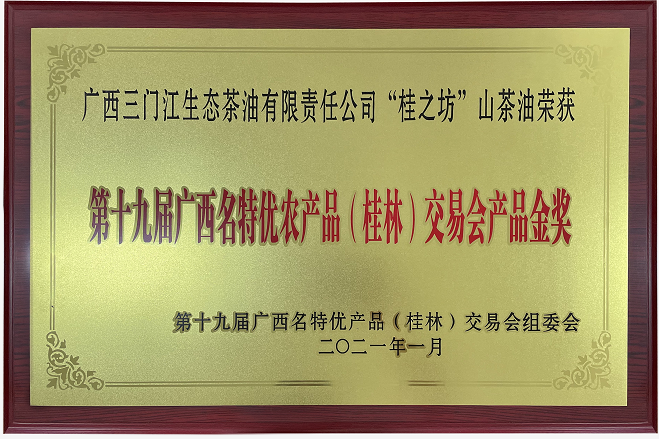 广西三门江生态茶油有限责任公司“桂之坊”山茶油荣获
第十九届广西名特优农产品（桂林）交易会产品金奖
第十九届广西名特优产品（桂林）交易会组委会
二〇二一年一月